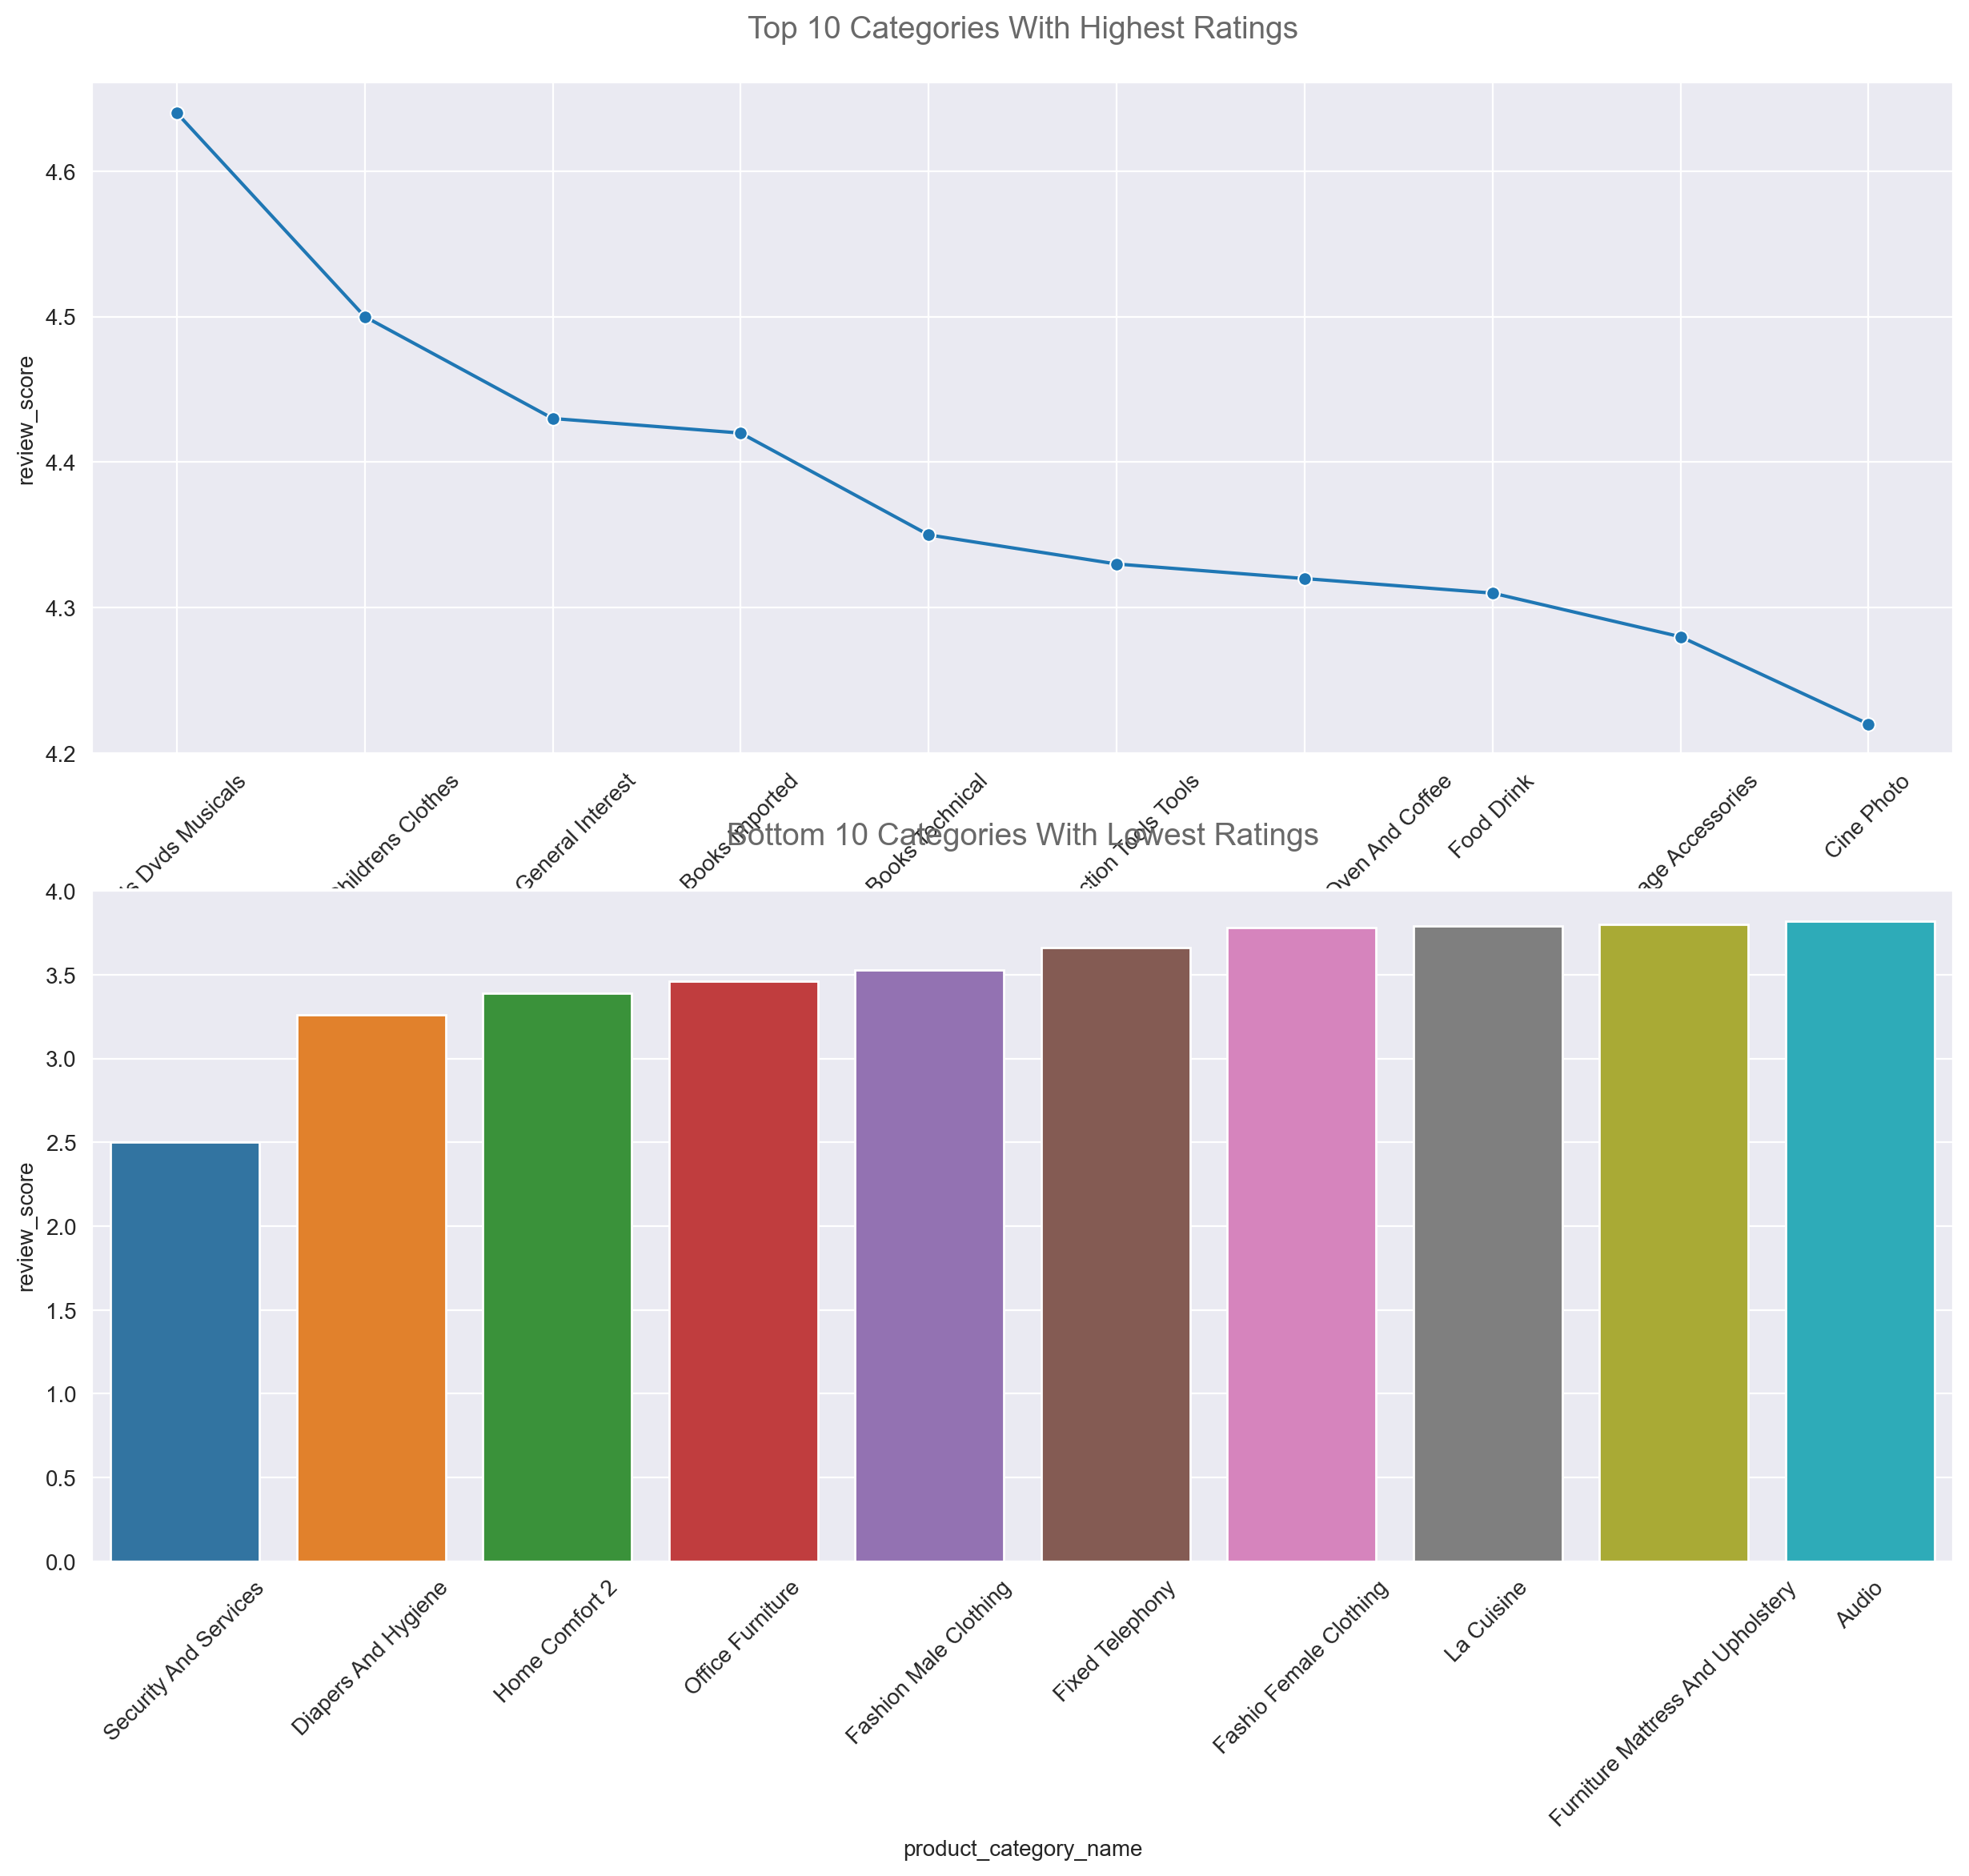 Top 10 Categories With Highest Ratings
4.6
4.5
4.4
4.3
4.2
review_score
Dvds Musicals
Childrens Clothes
General Interest
Books Imported
Books Technical
Tools Tools
Oven And Coffee
Food Drink
Accessories
Cine Photo
Bottom 10 Categories With Lowest Ratings
4.0
3.5
3.0
2.5
2.0
1.5
1.0
0.5
0.0
review_score
Security And Services
Diapers And Hygiene
Home Comfort 2
Office Furniture
Fashion Male Clothing
Fixed Telephony
Fashio Female Clothing
La Cuisine
Furniture Mattress And Upholstery
Audio
product_category_name